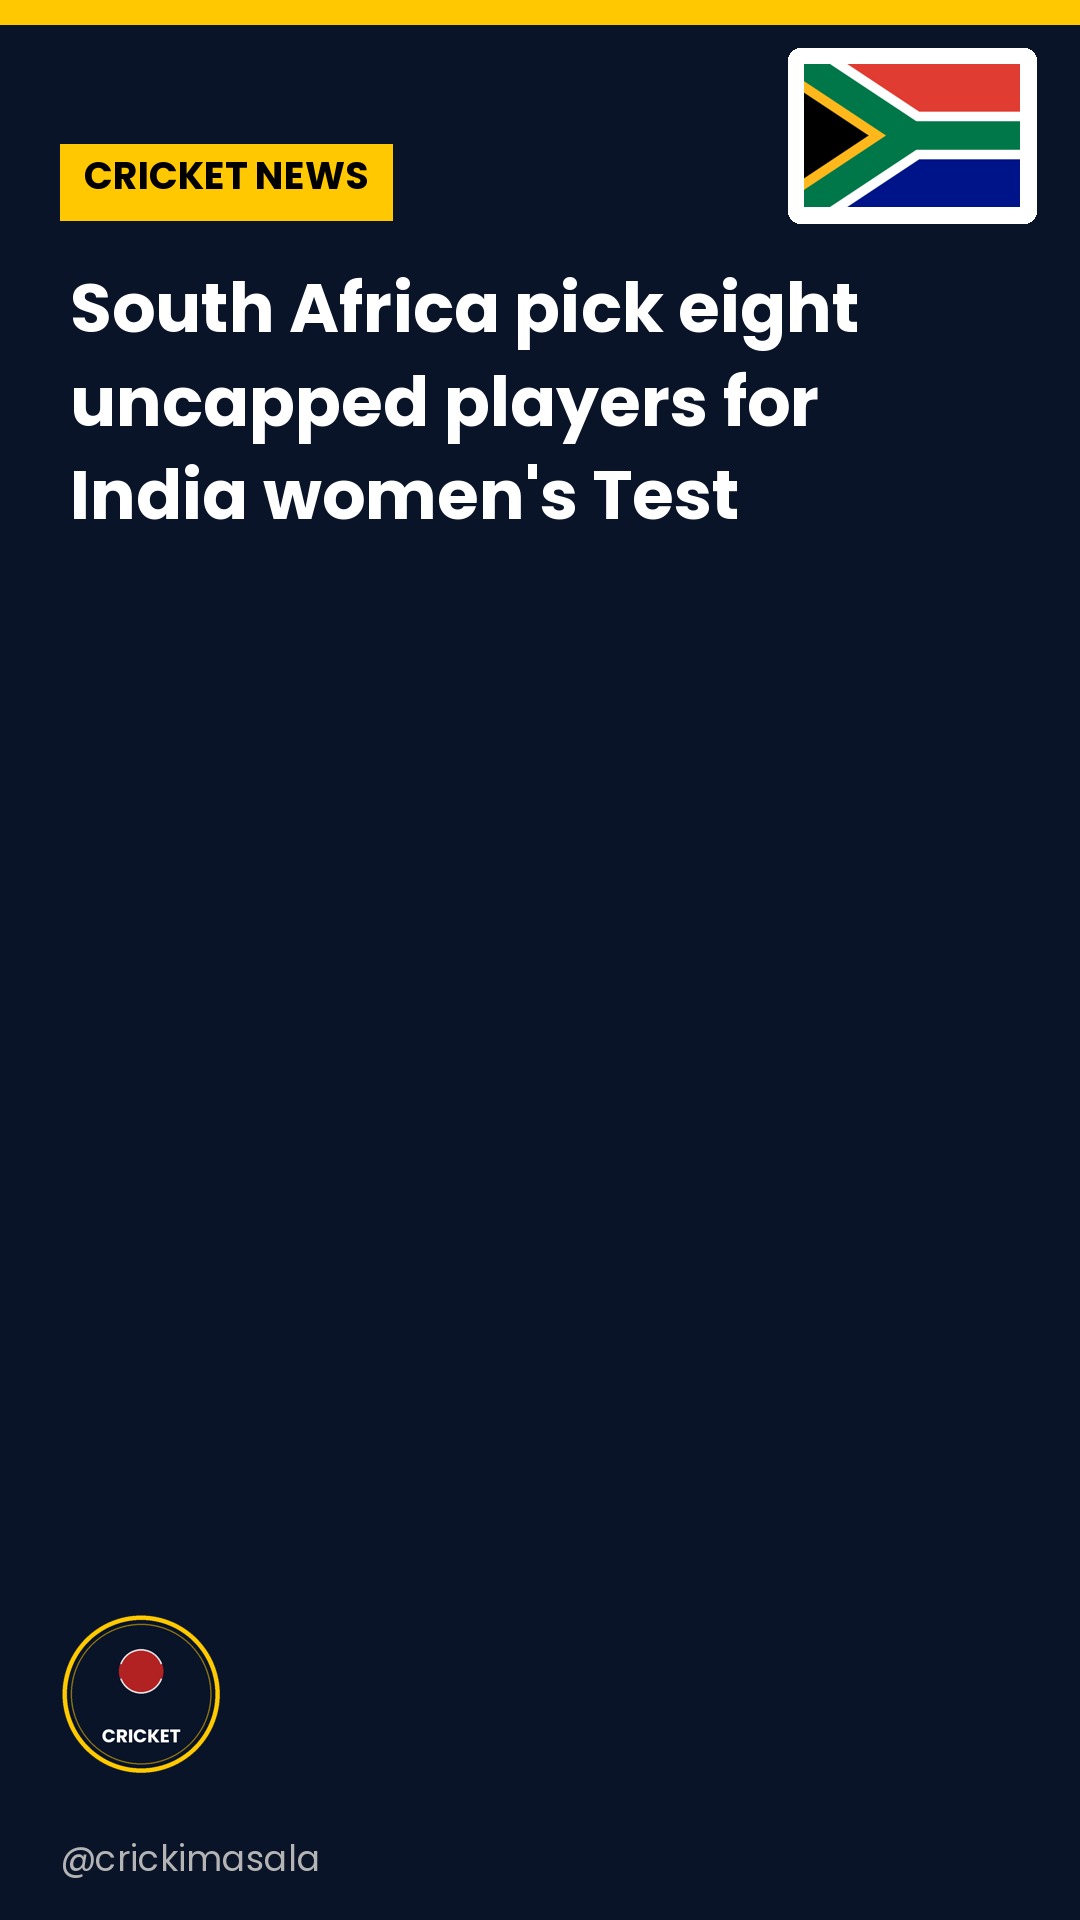 CRICKET NEWS
South Africa pick eight
uncapped players for
India women's Test
CRICKET
@crickimasala